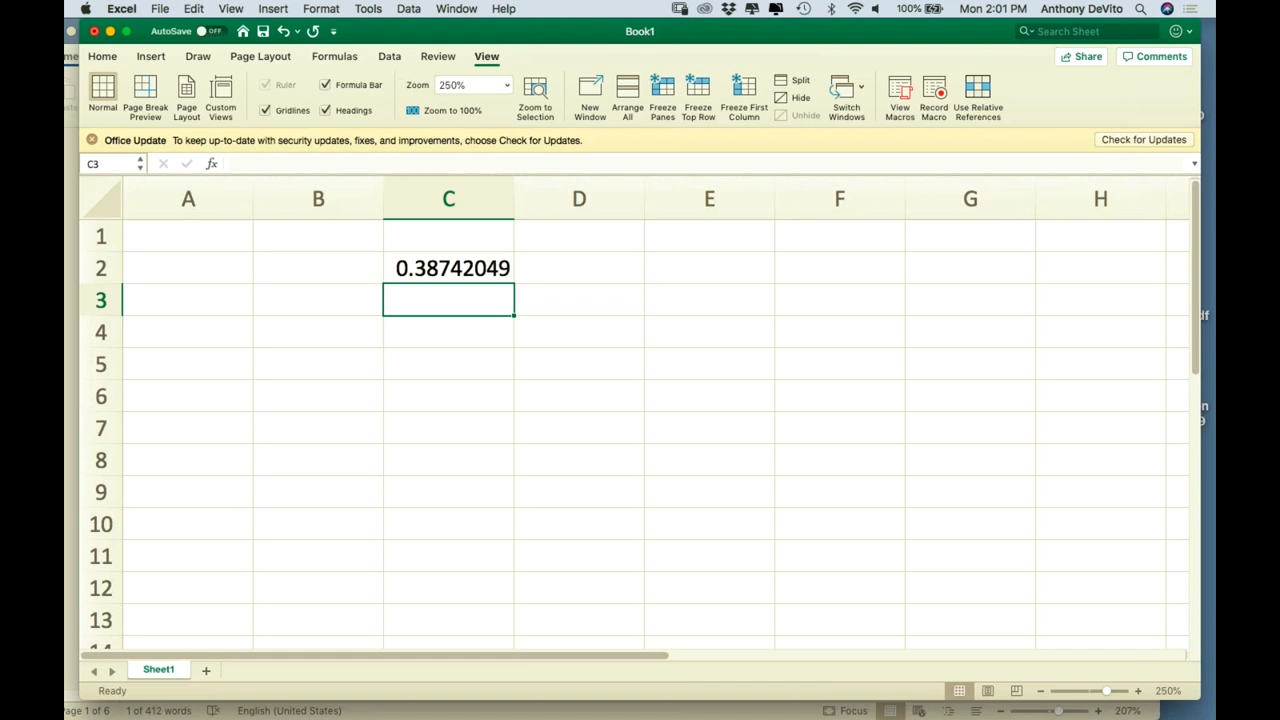 Excel File Edit View Insert Format Tools Data Window Help 100% Mon 2:01 PM Anthony DeVito
AutoSave OFF Book1 Search Sheet
Home Insert Draw Page Layout Formulas Data Review View Share Comments
Ruler Formula Bar Zoom 250% Split
Gridlines Headings 100 Zoom to 100% Hide
Unhide
Normal Page Break Preview Page Layout Custom Views Zoom to Selection New Window Arrange All Freeze Panes Freeze Top Row Freeze First Column Switch Windows View Macros Record Macro Use Relative References
Office Update To keep up-to-date with security updates, fixes, and improvements, choose Check for Updates. Check for Updates
C3 fx
A B C D E F G H
1
2 0.38742049
3
4
5
6
7
8
9
10
11
12
13
Sheet1 +
Ready 250%
age 1 of 6 1 of 412 words English (United States) Focus 207%